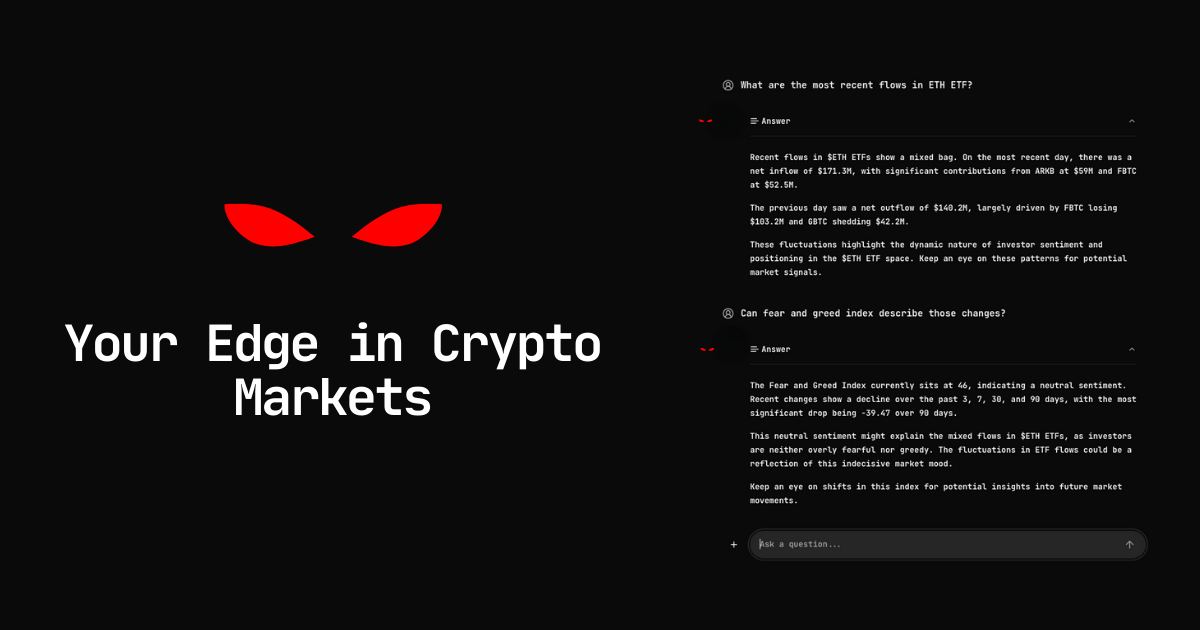 Your Edge in Crypto
Markets
What are the most recent flows in ETH ETF?
Answer
Recent flows in $ETH ETFs show a mixed bag. On the most recent day, there was a
net inflow of $171.3M, with significant contributions from ARKB at $59M and FBTC
at $52.5M.
The previous day saw a net outflow of $140.2M, largely driven by FBTC losing
$103.2M and GBTC shedding $42.2M.
These fluctuations highlight the dynamic nature of investor sentiment and
positioning in the $ETH ETF space. Keep an eye on these patterns for potential
market signals.
Can fear and greed index describe those changes?
Answer
The Fear and Greed Index currently sits at 46, indicating a neutral sentiment.
Recent changes show a decline over the past 3, 7, 30, and 90 days, with the most
significant drop being -39.47 over 90 days.
This neutral sentiment might explain the mixed flows in $ETH ETFs, as investors
are neither overly fearful nor greedy. The fluctuations in ETF flows could be a
reflection of this indecisive market mood.
Keep an eye on shifts in this index for potential insights into future market
movements.
Ask a question...